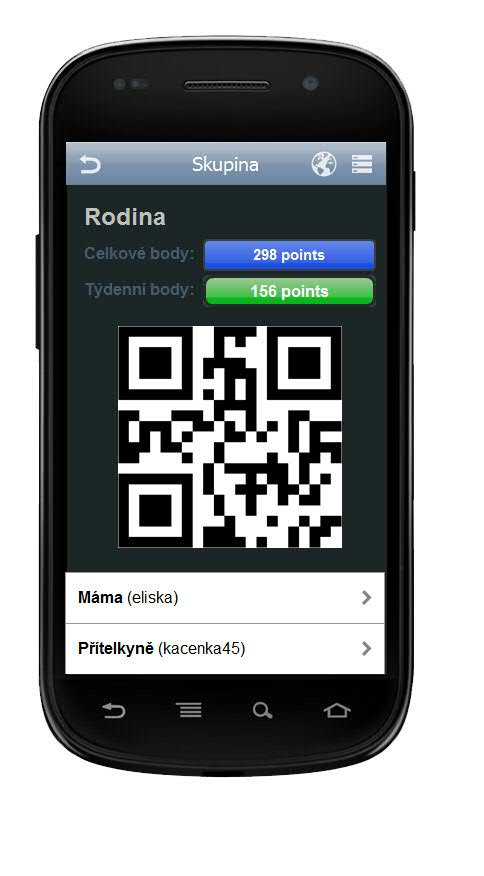 Skupina
Rodina
Celkové body: 298 points
Týdenní body: 156 points
Máma (eliska)
Přítelkyně (kacenka45)